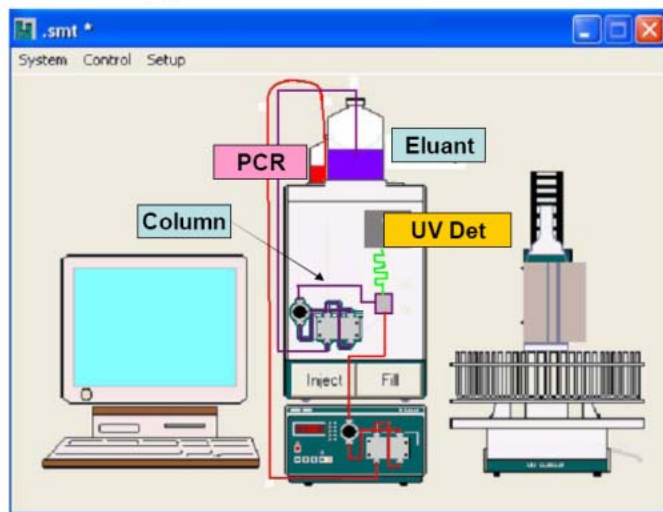 .smt *
System Control Setup
PCR
Eluant
Column
UV Det
Inject Fill